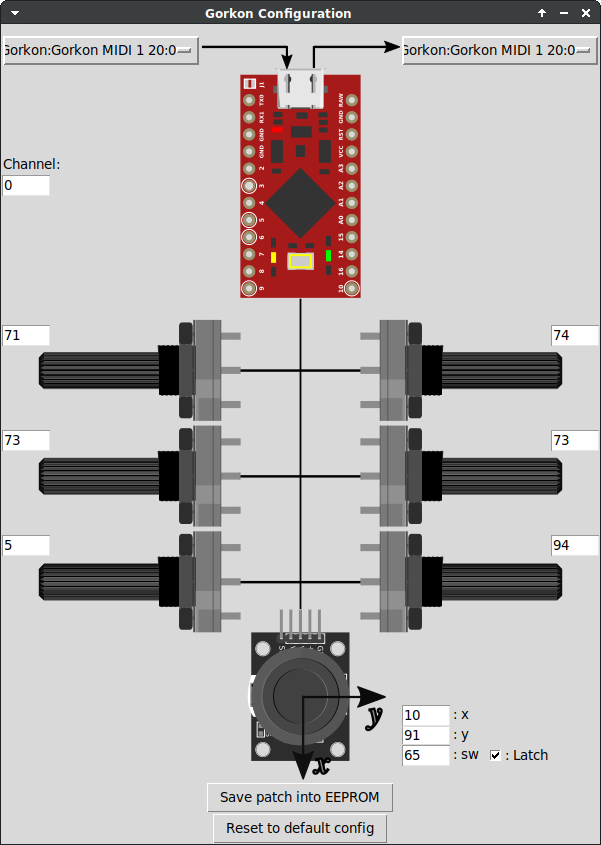 Gorkon Configuration
Gorkon:Gorkon MIDI 1 20:0
Gorkon:Gorkon MIDI 1 20:0
J1
TX0
RX1
GND
GND
2
3
4
5
6
7
8
9
RAW
GND
RST
VCC
A3
A2
A1
A0
15
14
16
10
Channel:
0
71
74
73
73
5
94
G
S
y
x
10 : x
91 : y
65 : sw : Latch
Save patch into EEPROM
Reset to default config